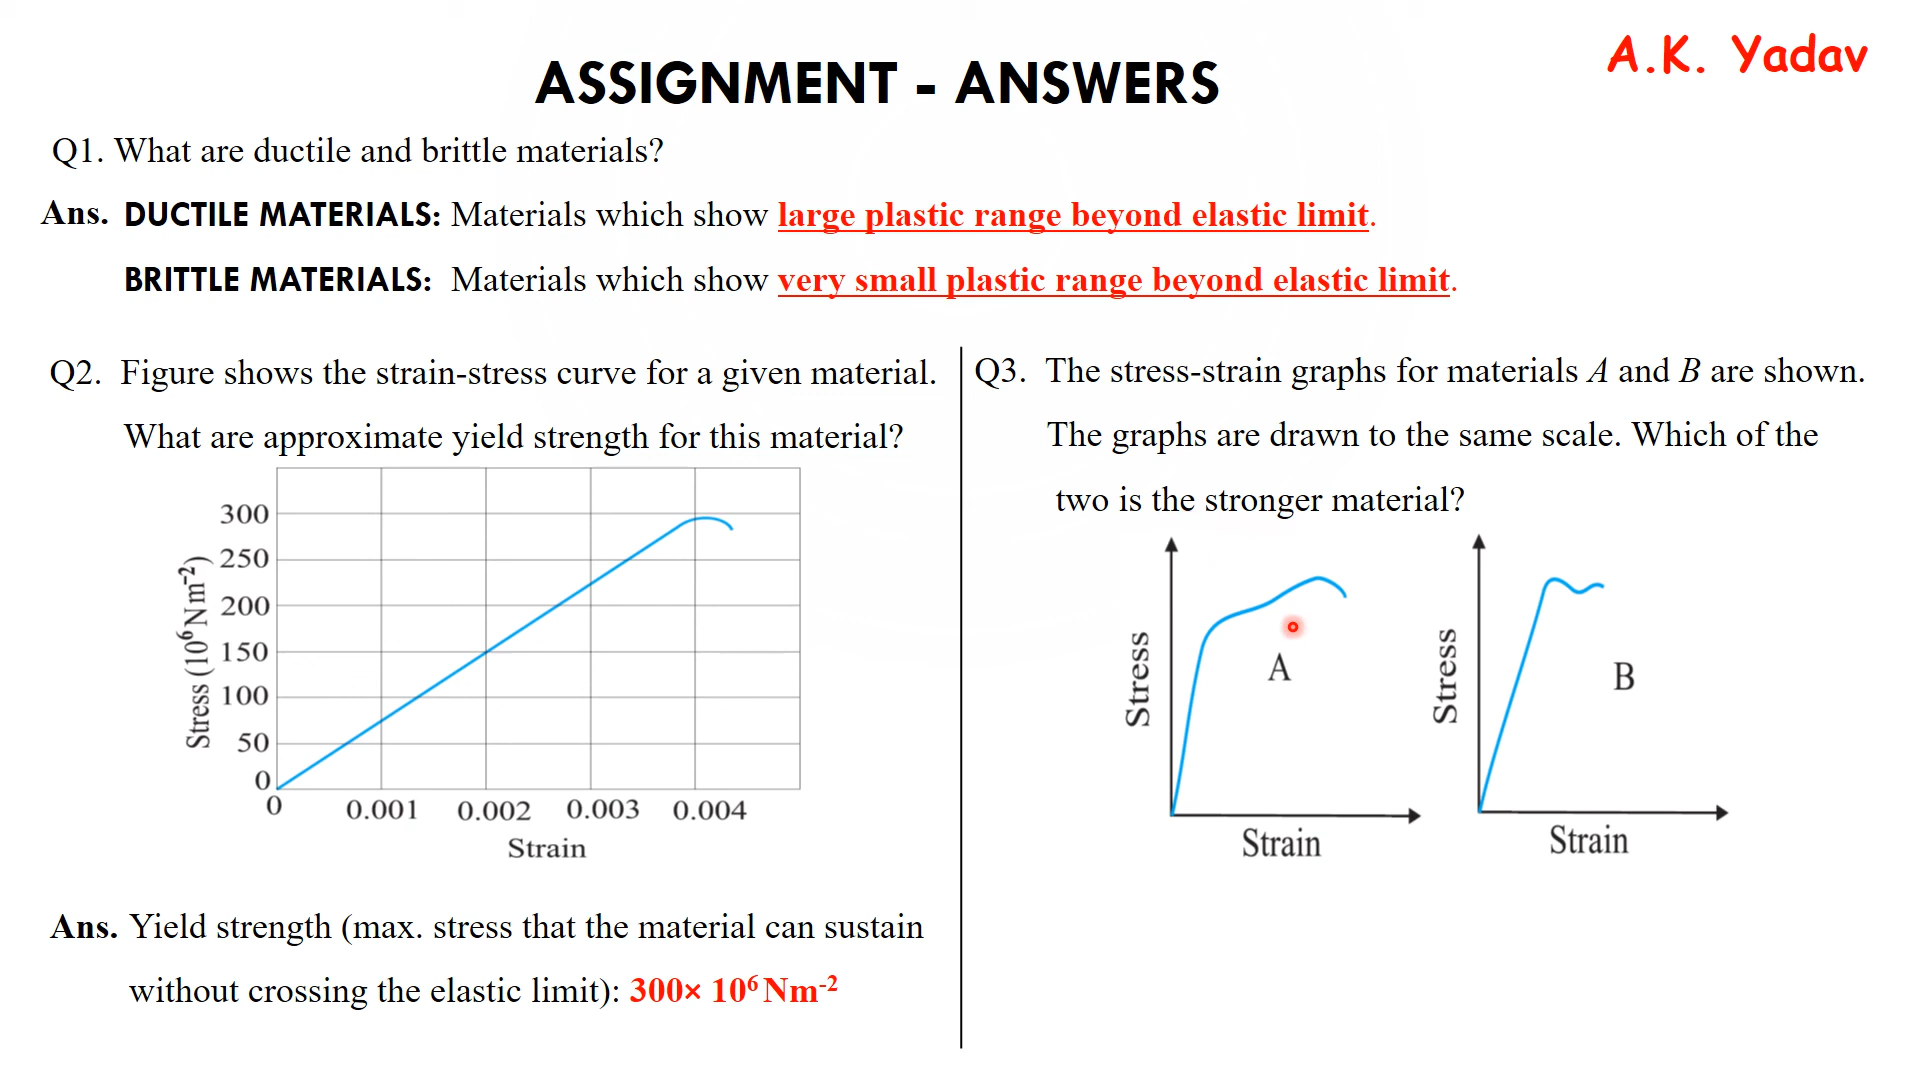 A.K. Yadav
ASSIGNMENT - ANSWERS
Q1. What are ductile and brittle materials?
Ans. DUCTILE MATERIALS: Materials which show large plastic range beyond elastic limit.
BRITTLE MATERIALS: Materials which show very small plastic range beyond elastic limit.
Q2. Figure shows the strain-stress curve for a given material.
What are approximate yield strength for this material?
Stress (10⁶ N m⁻²)
300
250
200
150
100
50
0
0 0.001 0.002 0.003 0.004
Strain
Ans. Yield strength (max. stress that the material can sustain
without crossing the elastic limit): 300× 10⁶ Nm⁻²
Q3. The stress-strain graphs for materials A and B are shown.
The graphs are drawn to the same scale. Which of the
two is the stronger material?
Stress
A
Strain
Stress
B
Strain